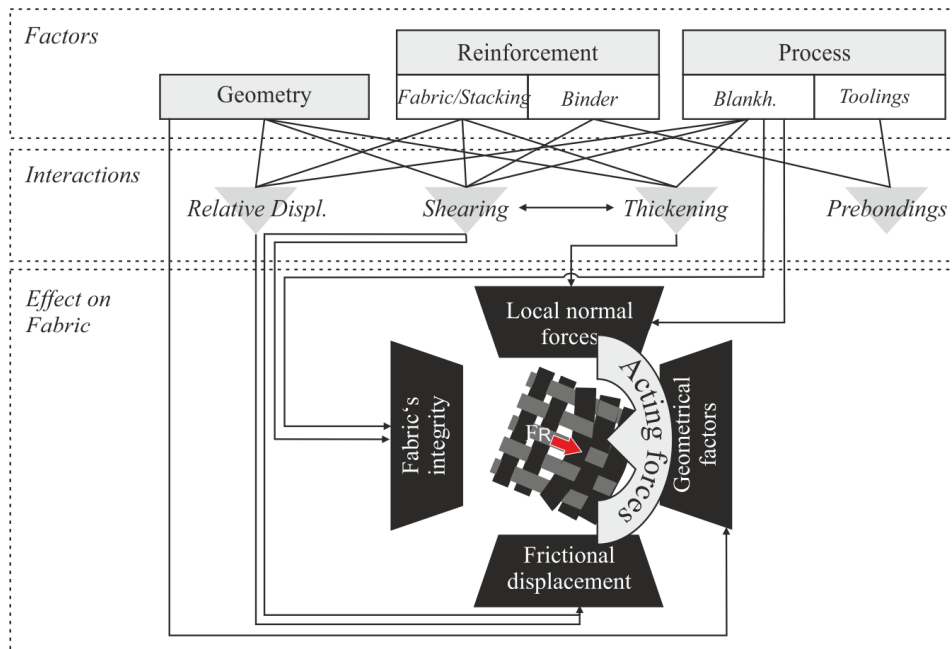 Factors
Reinforcement
Process
Geometry
Fabric/Stacking
Binder
Blankh.
Toolings
Interactions
Relative Displ.
Shearing
Thickening
Prebondings
Effect on
Fabric
Local normal
forces
Fabric‘s
integrity
FR
Acting forces
Geometrical
factors
Frictional
displacement